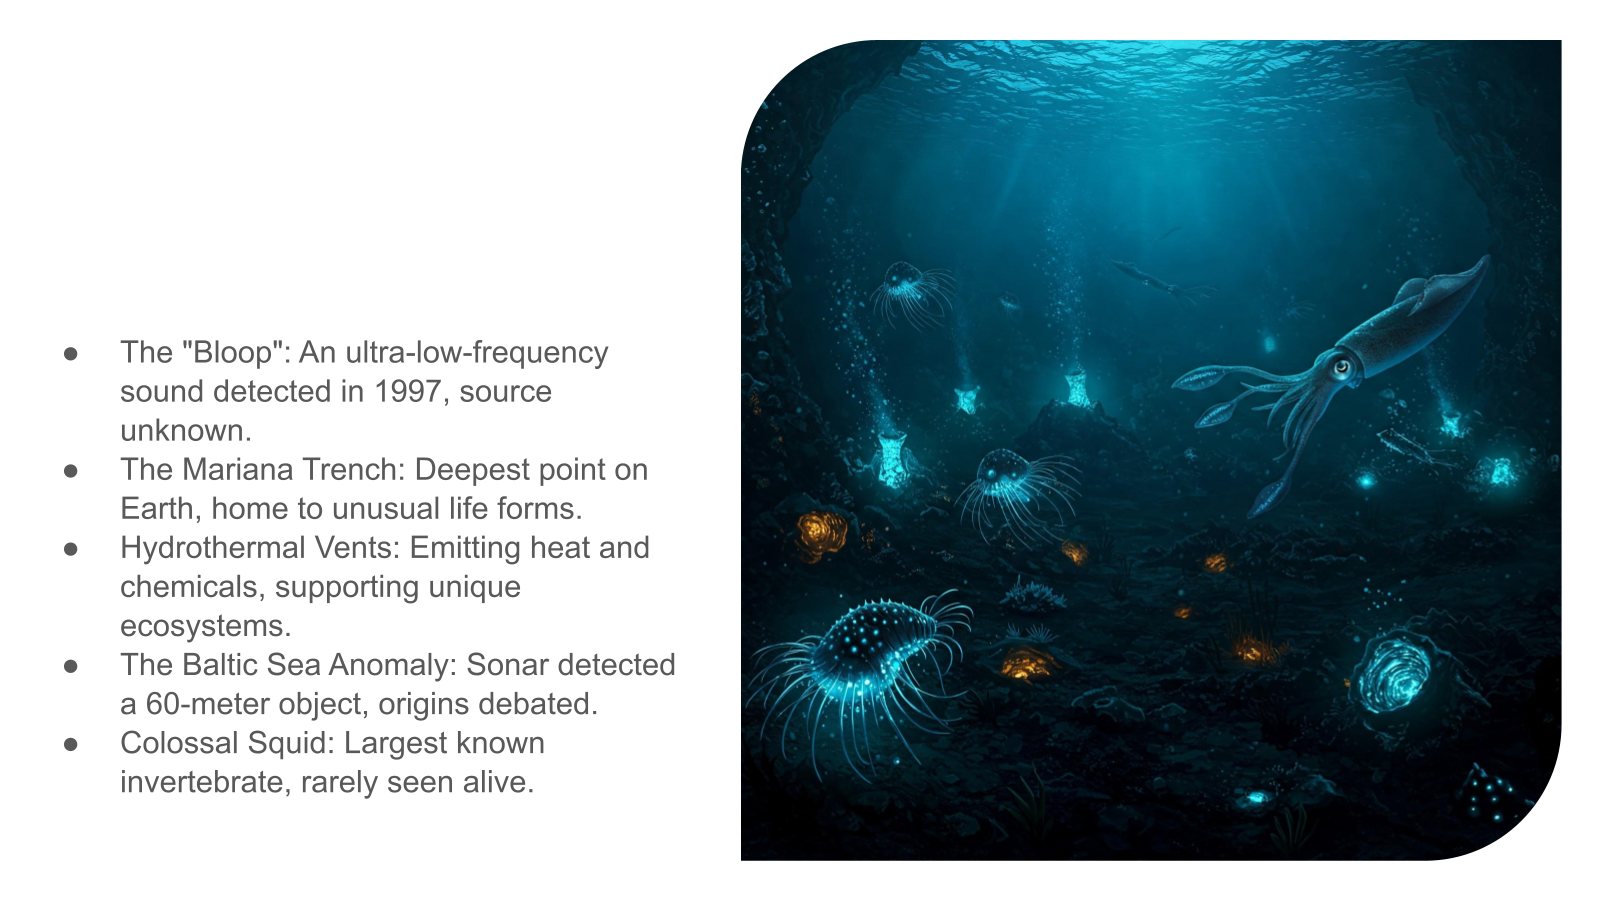 ● The "Bloop": An ultra-low-frequency
sound detected in 1997, source
unknown.
● The Mariana Trench: Deepest point on
Earth, home to unusual life forms.
● Hydrothermal Vents: Emitting heat and
chemicals, supporting unique
ecosystems.
● The Baltic Sea Anomaly: Sonar detected
a 60-meter object, origins debated.
● Colossal Squid: Largest known
invertebrate, rarely seen alive.